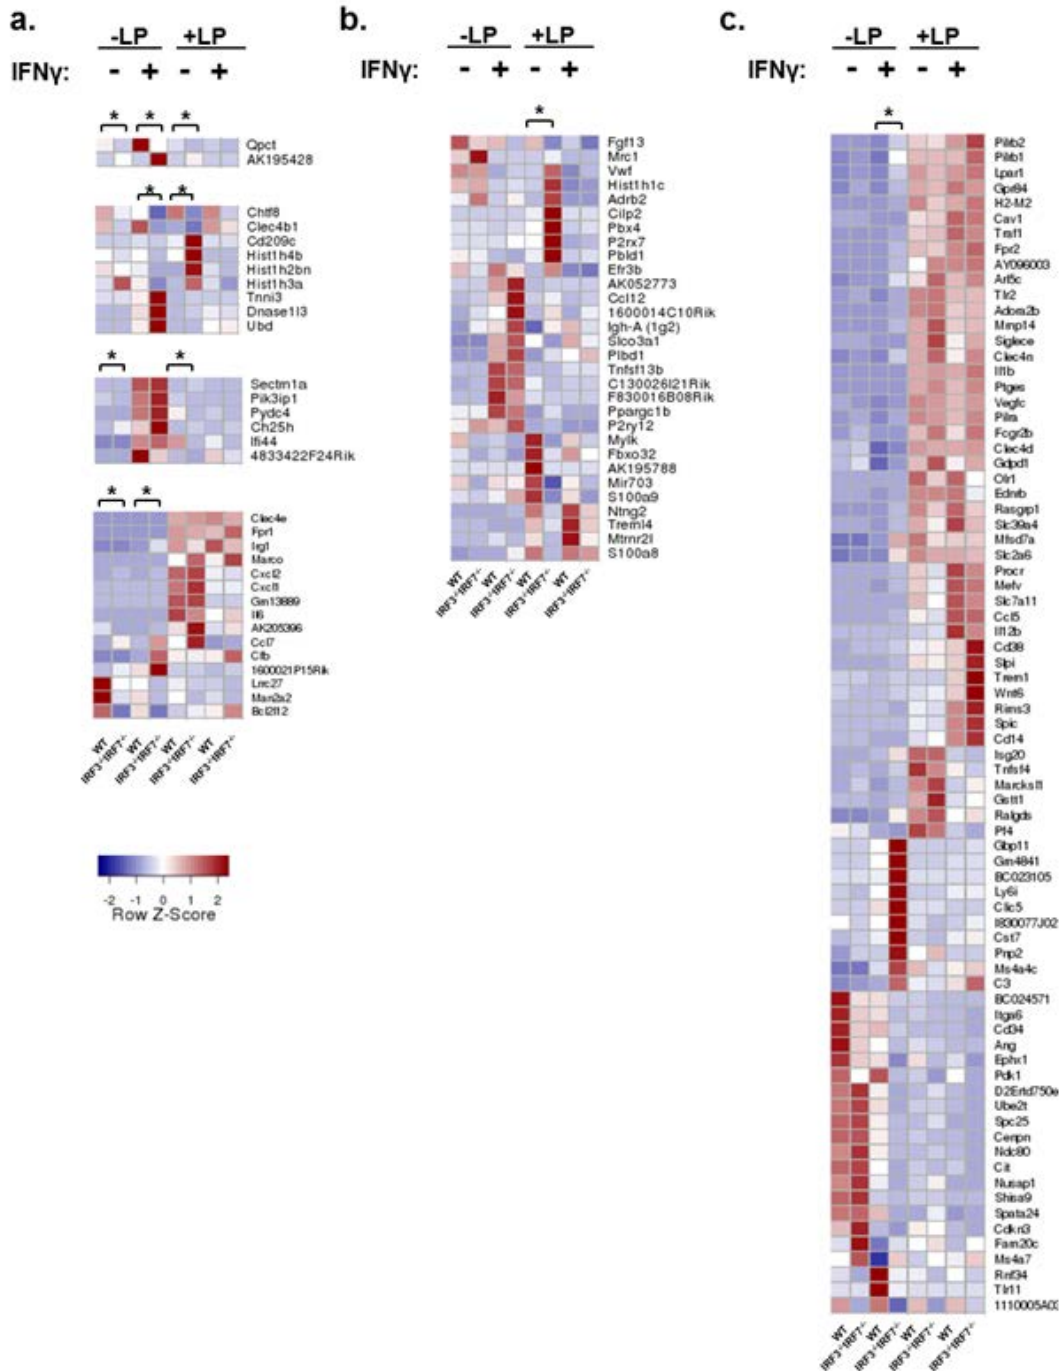 a.
-LP +LP
IFNγ: - + - +
* * *
Qpct
AK195428
* *
Chtf8
Clec4b1
Cd209c
Hist1h4b
Hist1h2bn
Hist1h3a
Tnni3
Dnase1l3
Ubd
* *
Sectm1a
Pik3ip1
Pydc4
Ch25h
Ifi44
4833422F24Rik
* *
Clec4e
Fpr1
Irg1
Marco
Cxcl2
Cxcl1
Gm13889
Il6
AK205396
Ccl7
Cfb
1600021P15Rik
Lrrc27
Man2a2
Bcl2l12
WT
IRF3-/-IRF7-/-
WT
IRF3-/-IRF7-/-
WT
IRF3-/-IRF7-/-
WT
IRF3-/-IRF7-/-
-2 -1 0 1 2
Row Z-Score
b.
-LP +LP
IFNγ: - + - +
*
Fgf13
Mrc1
Vwf
Hist1h1c
Adrb2
Cilp2
Pbx4
P2rx7
Pbld1
Efr3b
AK052773
Ccl12
1600014C10Rik
Igh-A (1g2)
Slco3a1
Plbd1
Tnfsf13b
C130026I21Rik
F830016B08Rik
Ppargc1b
P2ry12
Mylk
Fbxo32
AK195788
Mir703
S100a9
Ntng2
Treml4
Mtrnr2l
S100a8
WT
IRF3-/-IRF7-/-
WT
IRF3-/-IRF7-/-
WT
IRF3-/-IRF7-/-
WT
IRF3-/-IRF7-/-
c.
-LP +LP
IFNγ: - + - +
*
Pilrb2
Pilrb1
Lpar1
Gpr84
H2-M2
Cav1
Traf1
Fpr2
AY096003
Arl5c
Tlr2
Adora2b
Mmp14
Siglece
Clec4n
Il1b
Ptges
Vegfc
Pilra
Fcgr2b
Clec4d
Gdpd1
Olr1
Ednrb
Rasgrp1
Slc39a4
Mfsd7a
Slc2a6
Procr
Mefv
Slc7a11
Ccl5
Il12b
Cd38
Slpi
Trem1
Wnt6
Rims3
Spic
Cd14
Isg20
Tnfsf4
Marcksl1
Gstt1
Ralgds
Pf4
Gbp11
Gm4841
BC023105
Ly6i
Clic5
I830077J02
Cst7
Pnp2
Ms4a4c
C3
BC024571
Itga6
Cd34
Ang
Ephx1
Pdk1
D2Ertd750e
Ube2t
Spc25
Cenpn
Ndc80
Cit
Nusap1
Shisa9
Spata24
Cdkn3
Fam20c
Ms4a7
Rnf34
Tlr11
1110005A03
WT
IRF3-/-IRF7-/-
WT
IRF3-/-IRF7-/-
WT
IRF3-/-IRF7-/-
WT
IRF3-/-IRF7-/-